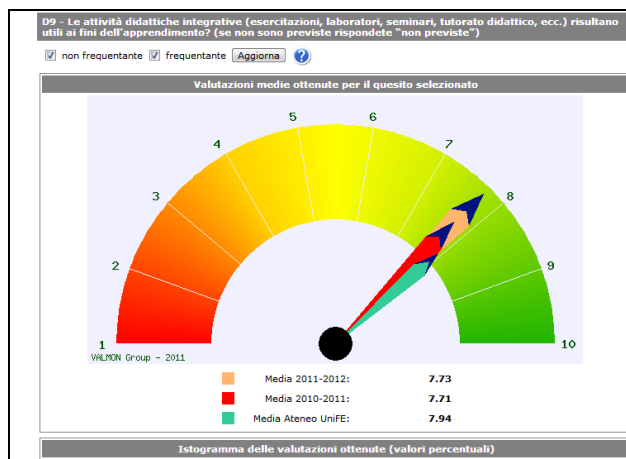 D9 - Le attività didattiche integrative (esercitazioni, laboratori, seminari, tutorato didattico, ecc.) risultano
utili ai fini dell'apprendimento? (se non sono previste rispondete "non previste")
non frequentante frequentante Aggiorna ?
Valutazioni medie ottenute per il quesito selezionato
5 6
4 7
3 8
2 9
1 10
VALMON Group - 2011
Media 2011-2012: 7.73
Media 2010-2011: 7.71
Media Ateneo UniFE: 7.94
Istogramma delle valutazioni ottenute (valori percentuali)